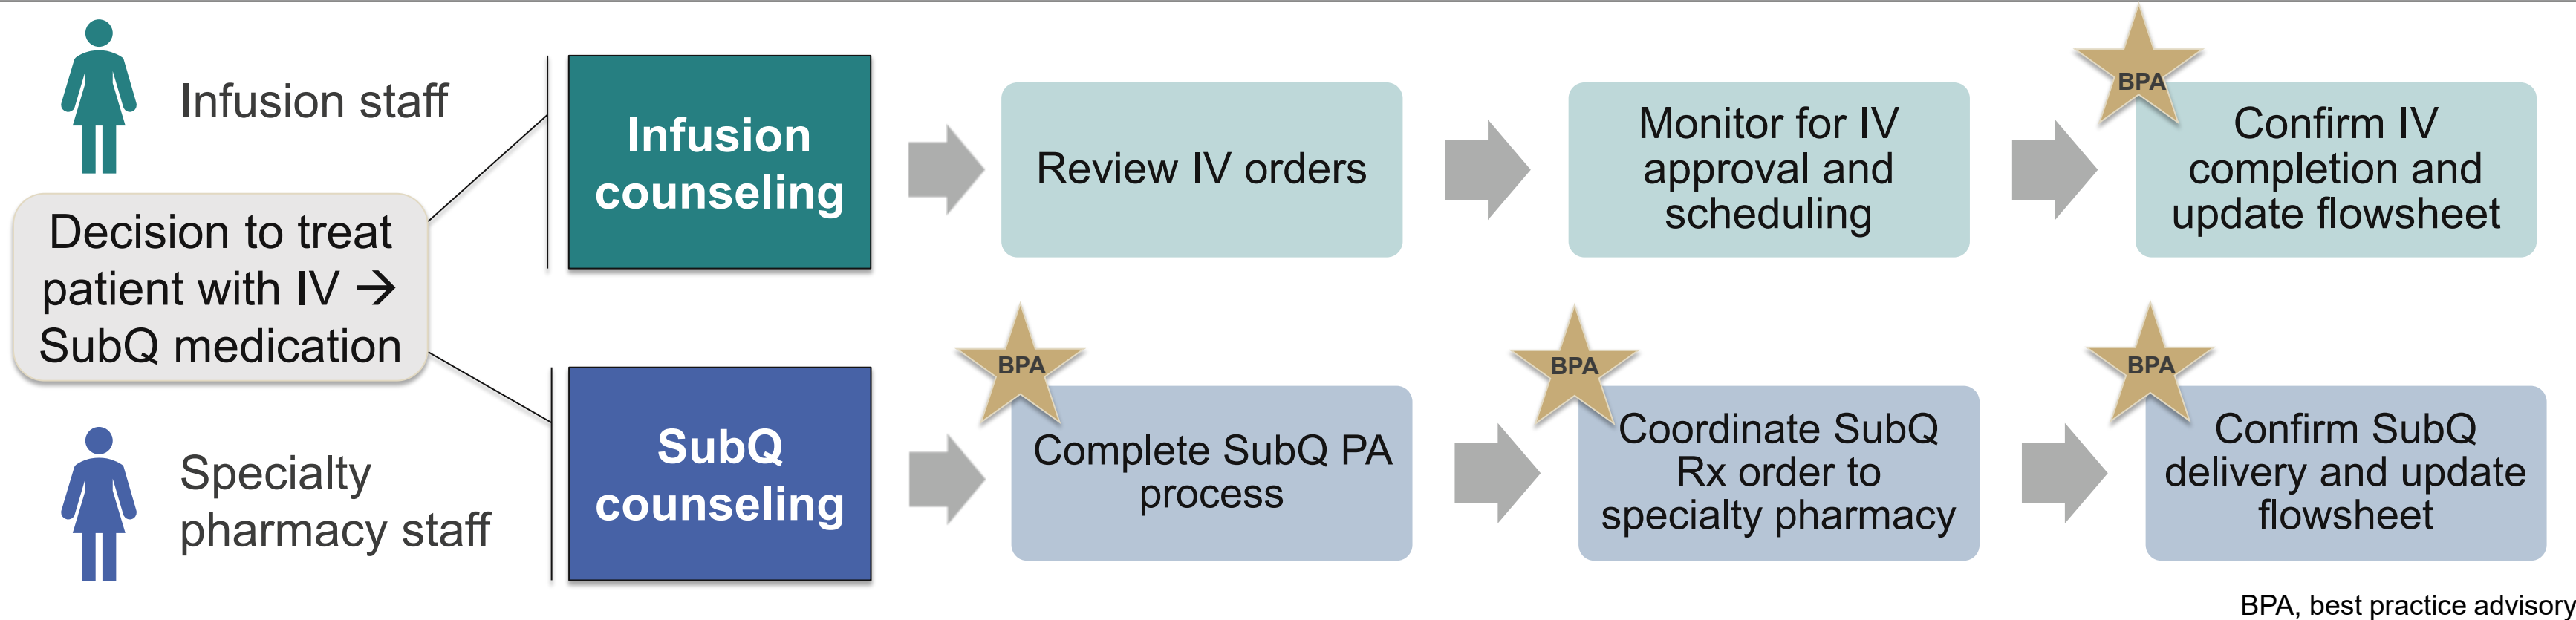 Infusion staff
Decision to treat
patient with IV →
SubQ medication
Specialty
pharmacy staff
Infusion
counseling
Review IV orders
Monitor for IV
approval and
scheduling
BPA
Confirm IV
completion and
update flowsheet
SubQ
counseling
BPA
Complete SubQ PA
process
BPA
Coordinate SubQ
Rx order to
specialty pharmacy
BPA
Confirm SubQ
delivery and update
flowsheet
BPA, best practice advisory